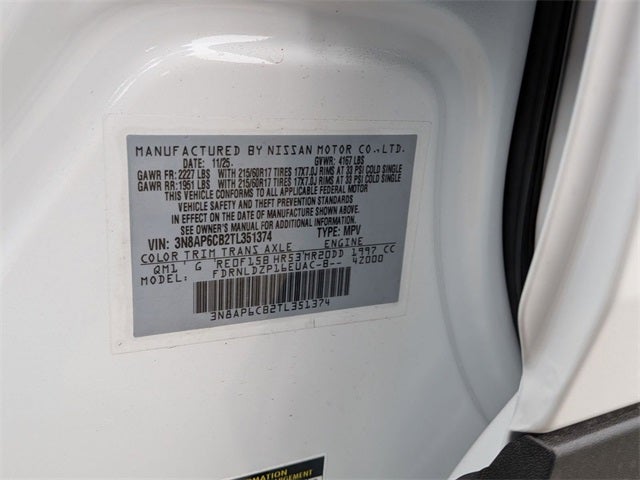 MANUFACTURED BY NISSAN MOTOR CO.,LTD.
DATE: 11/25. GVWR: 4167 LBS
GAWR FR: 2227 LBS WITH 215/60R17 TIRES 17X7.0J RIMS AT 33 PSI COLD SINGLE
GAWR RR: 1951 LBS WITH 215/60R17 TIRES 17X7.0J RIMS AT 33 PSI COLD SINGLE
THIS VEHICLE CONFORMS TO ALL APPLICABLE FEDERAL MOTOR
VEHICLE SAFETY AND THEFT PREVENTION STANDARDS
IN EFFECT ON THE DATE OF MANUFACTURE SHOWN ABOVE.
SEE OWNERS MANUAL FOR ADDITIONAL INFORMATION.
VIN: 3N8AP6CB2TL351374 TYPE: MPV
COLOR TRIM TRANS AXLE ENGINE
QM1 G RE0F15B HR53 MR20DD 1997 CC
MODEL: FDRNLDZP16EUAC-B-- 4Z000
3N8AP6CB2TL351374